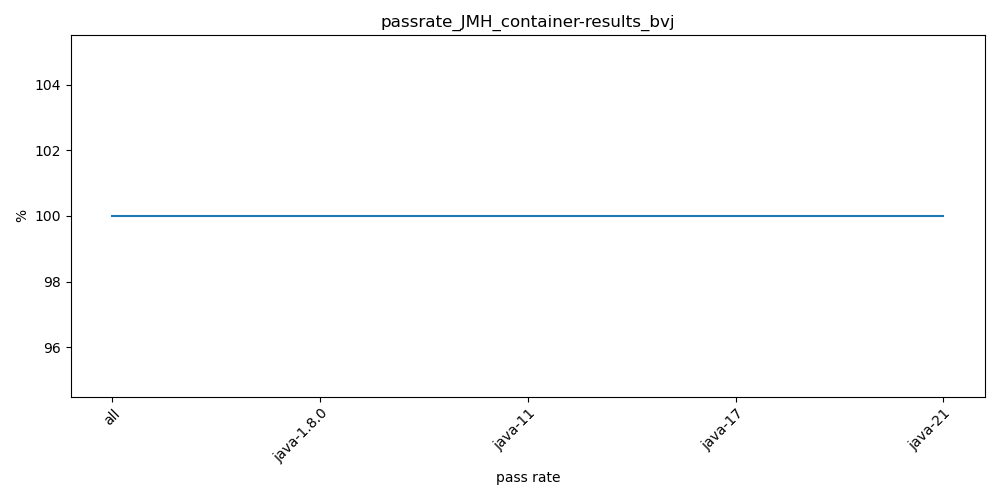 passrate_JMH_container-results_bvj
104
102
100
98
96
%
all
java-1.8.0
java-11
java-17
java-21
pass rate